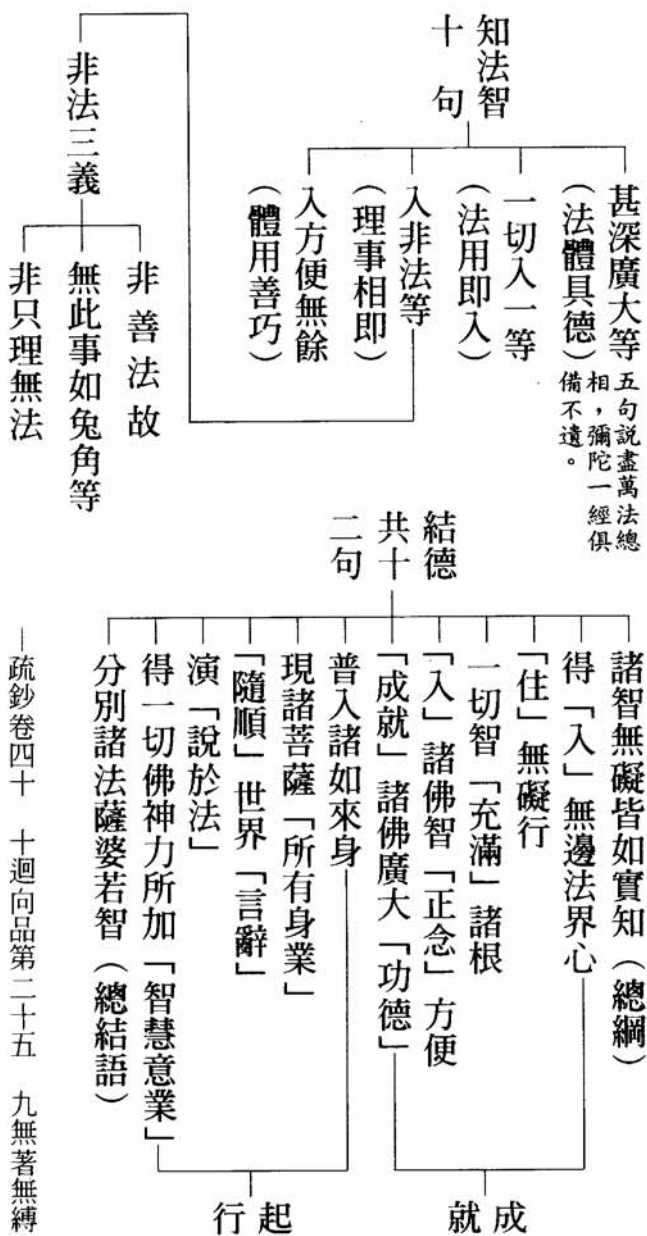 知法智
十句
甚深廣大等
（法體具德）
五句説盡萬法總
相，彌陀一經俱
備不遺。
一切入一等
（法用即入）
入非法等
（理事相即）
入方便無餘
（體用善巧）
非法三義
非善法故
無此事如兔角等
非只理無法
結德
共十
二句
諸智無礙皆如實知（總綱）
得「入」無邊法界心
「住」無礙行
一切智「充滿」諸根
「入」諸佛智「正念」方便
「成就」諸佛廣大「功德」
普入諸如來身
現諸菩薩「所有身業」
「隨順」世界「言辭」
演「說於法」
得一切佛神力所加「智慧意業」
分別諸法薩婆若智（總結語）
成就
起行
—疏鈔卷四十　十迴向品第二十五　九無著無縛